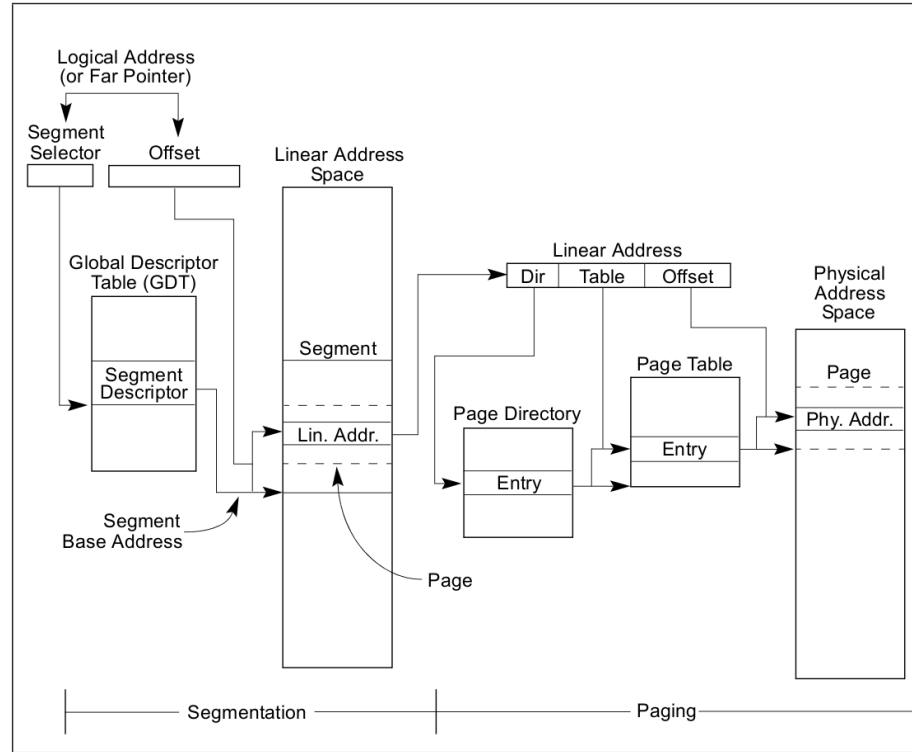 Logical Address
(or Far Pointer)
Segment
Selector
Offset
Linear Address
Space
Global Descriptor
Table (GDT)
Segment
Descriptor
Segment
Lin. Addr.
Segment
Base Address
Page
Linear Address
Dir
Table
Offset
Physical
Address
Space
Page Table
Page
Page Directory
Phy. Addr.
Entry
Entry
Segmentation
Paging